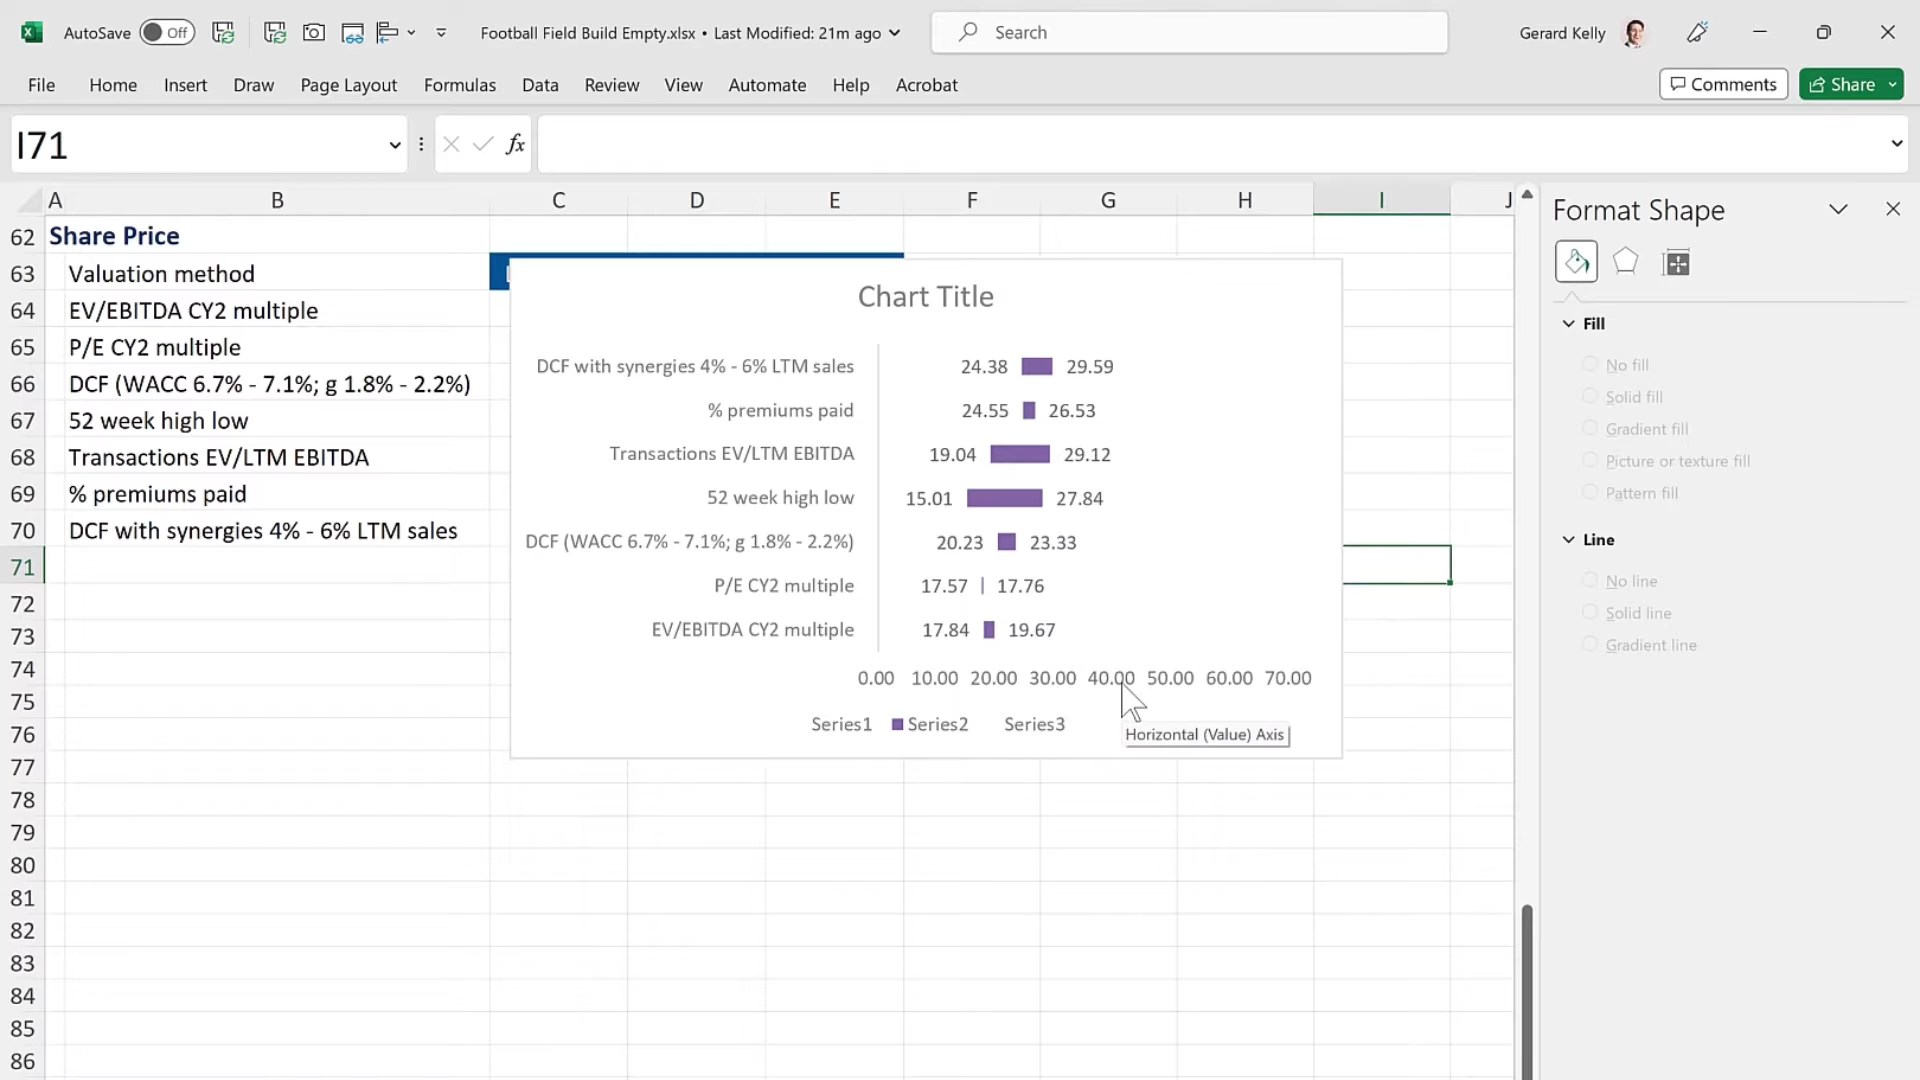 AutoSave Off Football Field Build Empty.xlsx • Last Modified: 21m ago Search Gerard Kelly
File Home Insert Draw Page Layout Formulas Data Review View Automate Help Acrobat Comments Share
I71 fx
A B C D E F G H I J
62 Share Price
63 Valuation method
64 EV/EBITDA CY2 multiple
65 P/E CY2 multiple
66 DCF (WACC 6.7% - 7.1%; g 1.8% - 2.2%)
67 52 week high low
68 Transactions EV/LTM EBITDA
69 % premiums paid
70 DCF with synergies 4% - 6% LTM sales
71
72
73
74
75
76
77
78
79
80
81
82
83
84
85
86
Chart Title
DCF with synergies 4% - 6% LTM sales 24.38 29.59
% premiums paid 24.55 26.53
Transactions EV/LTM EBITDA 19.04 29.12
52 week high low 15.01 27.84
DCF (WACC 6.7% - 7.1%; g 1.8% - 2.2%) 20.23 23.33
P/E CY2 multiple 17.57 17.76
EV/EBITDA CY2 multiple 17.84 19.67
0.00 10.00 20.00 30.00 40.00 50.00 60.00 70.00
Series1 Series2 Series3
Horizontal (Value) Axis
Format Shape
Fill
No fill
Solid fill
Gradient fill
Picture or texture fill
Pattern fill
Line
No line
Solid line
Gradient line